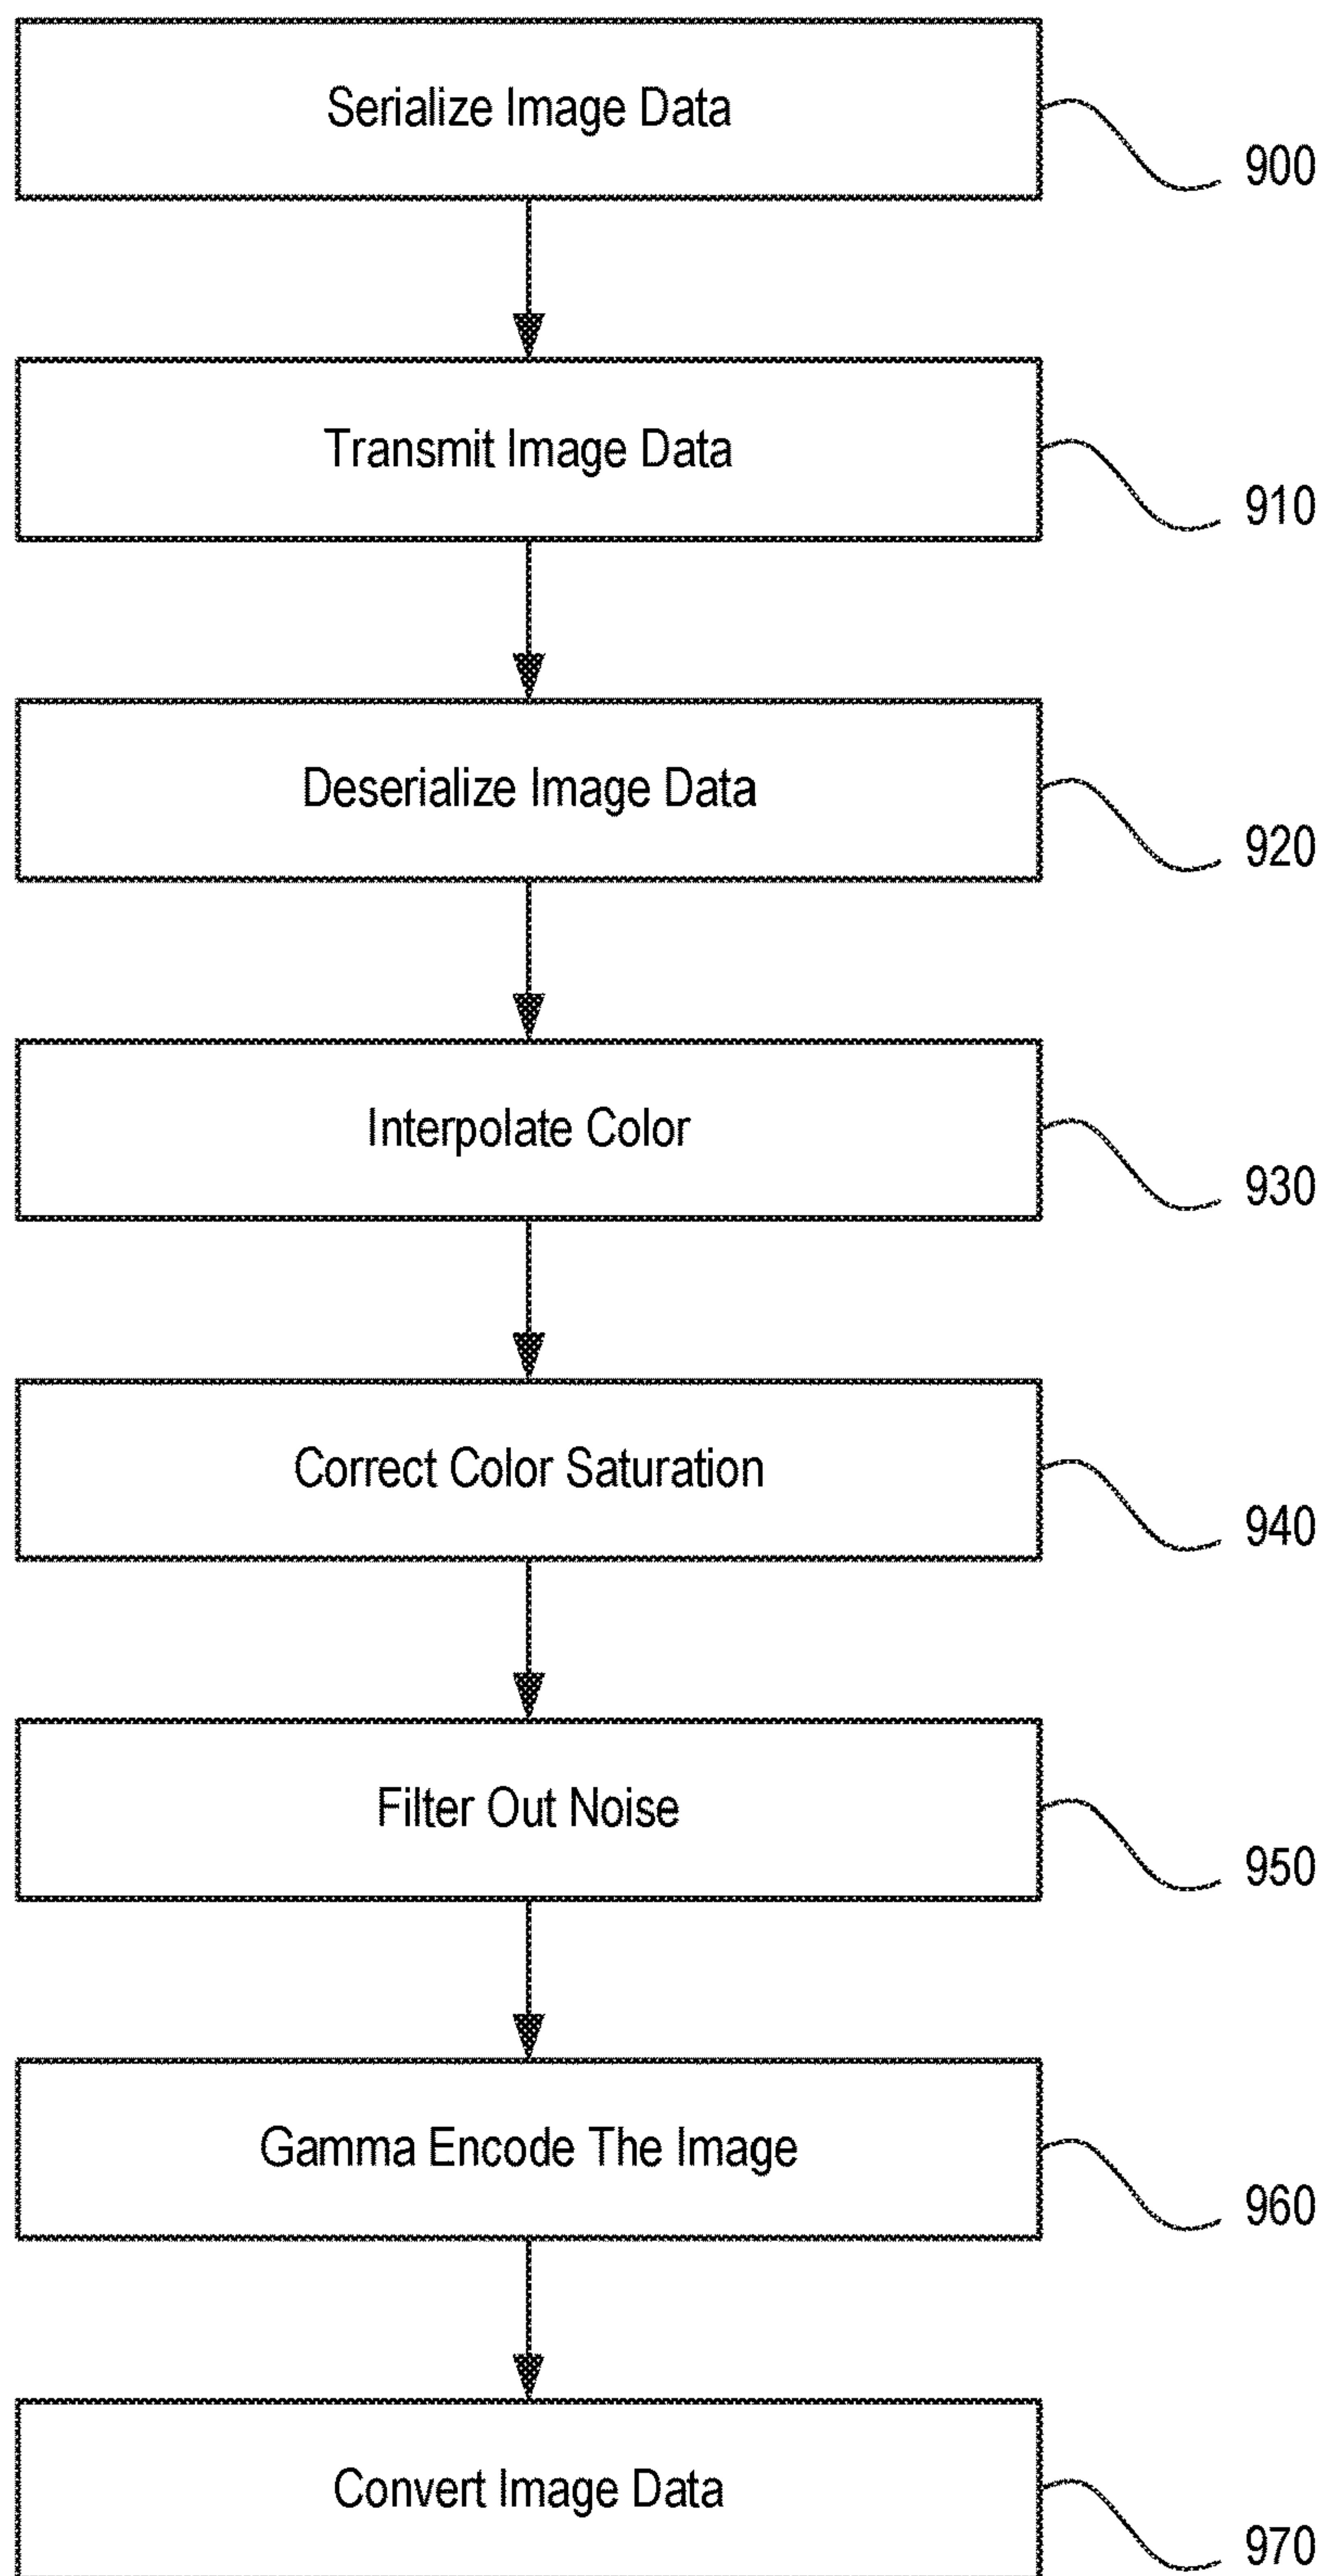 Serialize Image Data
900
Transmit Image Data
910
Deserialize Image Data
920
Interpolate Color
930
Correct Color Saturation
940
Filter Out Noise
950
Gamma Encode The Image
960
Convert Image Data
970